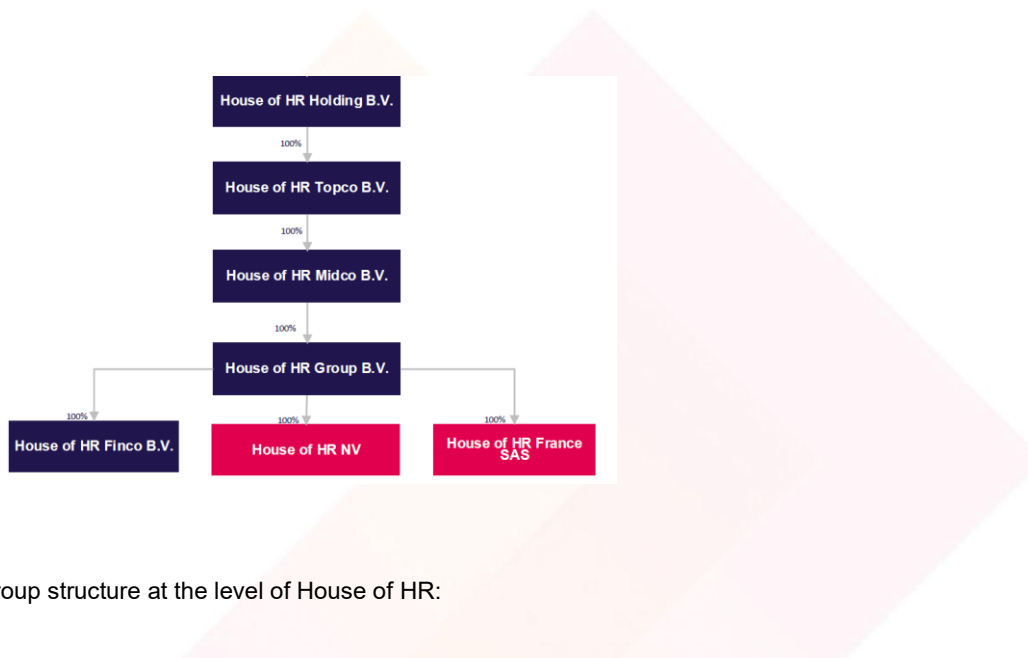 House of HR Holding B.V.
100%
House of HR Topco B.V.
100%
House of HR Midco B.V.
100%
House of HR Group B.V.
100%
100%
100%
House of HR Finco B.V.
House of HR NV
House of HR France
SAS
roup structure at the level of House of HR: